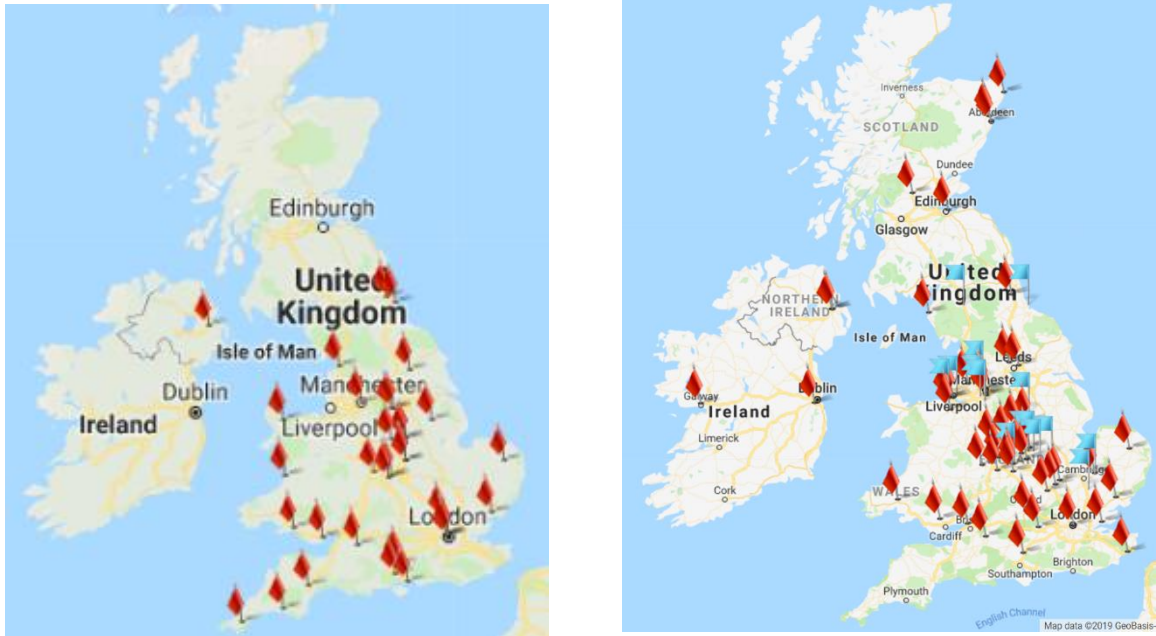 Edinburgh
United
Kingdom
Isle of Man
Manchester
Dublin
Ireland
Liverpool
London
Inverness
Aberdeen
SCOTLAND
Dundee
Edinburgh
Glasgow
United
Kingdom
NORTHERN
IRELAND
Isle of Man
Leeds
Manchester
Dublin
Galway
Liverpool
Ireland
Limerick
ENGLAND
Cambridge
WALES
Cork
London
Cardiff
Brighton
Southampton
Plymouth
English Channel
Map data ©2019 GeoBasis-